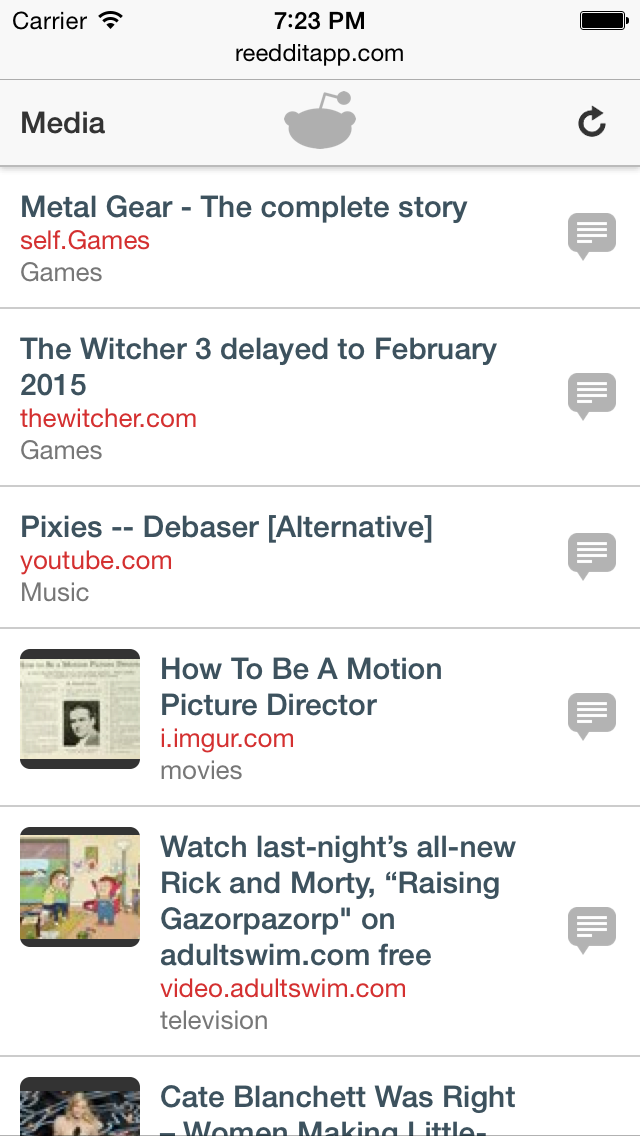 Carrier 7:23 PM
reedditapp.com
Media
Metal Gear - The complete story
self.Games
Games
The Witcher 3 delayed to February
2015
thewitcher.com
Games
Pixies -- Debaser [Alternative]
youtube.com
Music
How To Be A Motion
Picture Director
i.imgur.com
movies
Watch last-night’s all-new
Rick and Morty, “Raising
Gazorpazorp" on
adultswim.com free
video.adultswim.com
television
Cate Blanchett Was Right
– Women Making Little-